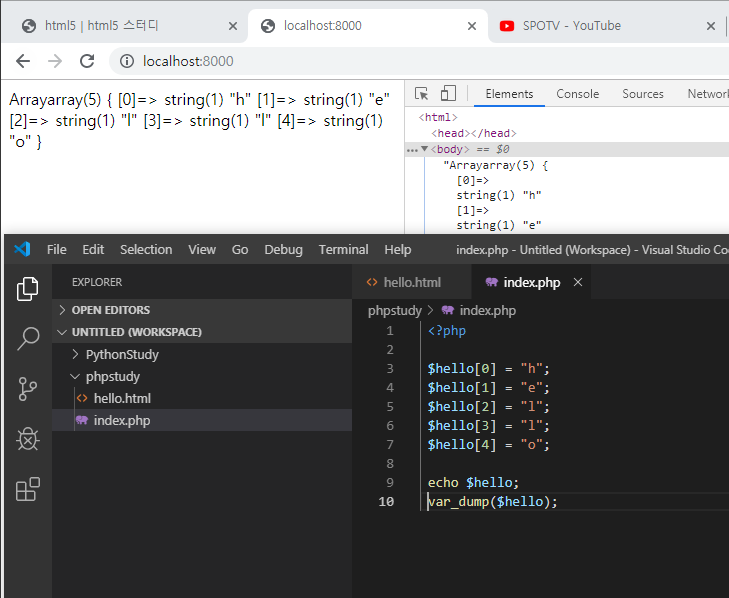 html5 | html5 스터디
localhost:8000
SPOTV - YouTube
localhost:8000
Arrayarray(5) { [0]=> string(1) "h" [1]=> string(1) "e"
[2]=> string(1) "l" [3]=> string(1) "l" [4]=> string(1)
"o" }
Elements Console Sources Network
<html>
<head></head>
<body> == $0
"Arrayarray(5) {
[0]=>
string(1) "h"
[1]=>
string(1) "e"
File Edit Selection View Go Debug Terminal Help index.php - Untitled (Workspace) - Visual Studio Co
EXPLORER
OPEN EDITORS
UNTITLED (WORKSPACE)
PythonStudy
phpstudy
hello.html
index.php
hello.html
index.php
phpstudy > index.php
1 <?php
2
3 $hello[0] = "h";
4 $hello[1] = "e";
5 $hello[2] = "l";
6 $hello[3] = "l";
7 $hello[4] = "o";
8
9 echo $hello;
10 var_dump($hello);